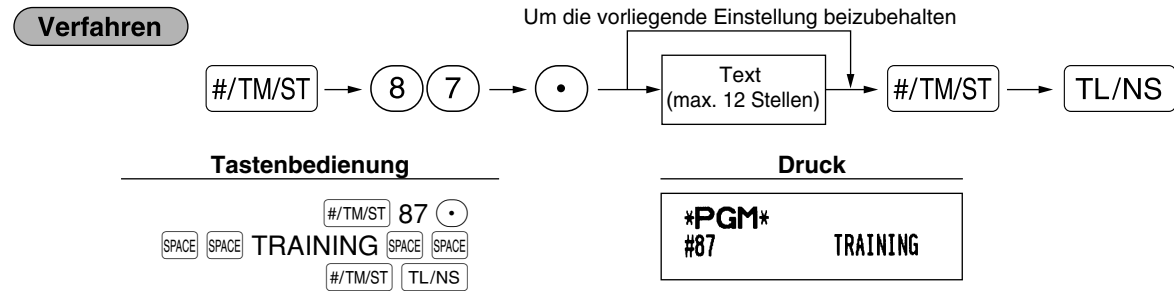 Verfahren
Um die vorliegende Einstellung beizubehalten
#/TM/ST 8 7 • Text #/TM/ST TL/NS
(max. 12 Stellen)
Tastenbedienung
#/TM/ST 87 •
SPACE SPACE TRAINING SPACE SPACE
#/TM/ST TL/NS
Druck
*PGM*
#87 TRAINING